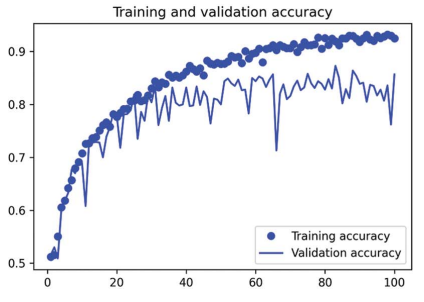 Training and validation accuracy
0.9
0.8
0.7
0.6
0.5
Training accuracy
Validation accuracy
0 20 40 60 80 100